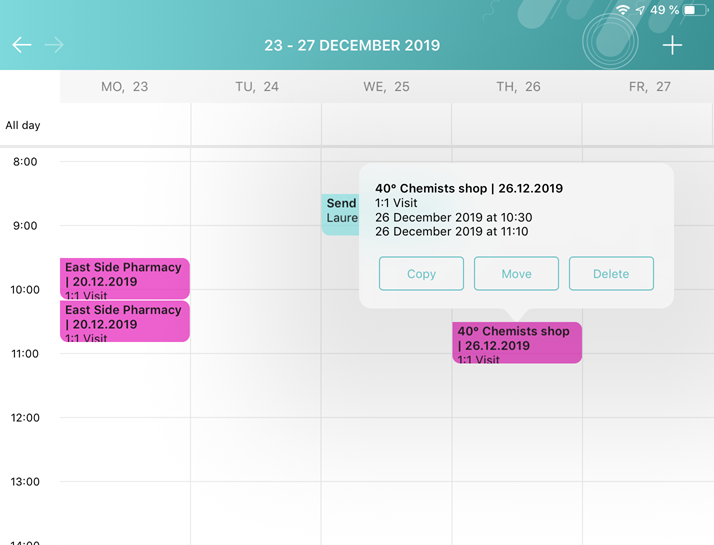 49 %
23 - 27 DECEMBER 2019
MO, 23
TU, 24
WE, 25
TH, 26
FR, 27
All day
8:00
9:00
10:00
11:00
12:00
13:00
14:00
East Side Pharmacy
| 20.12.2019
1:1 Visit
East Side Pharmacy
| 20.12.2019
1:1 Visit
Send
Laure
40° Chemists shop | 26.12.2019
1:1 Visit
26 December 2019 at 10:30
26 December 2019 at 11:10
Copy
Move
Delete
40° Chemists shop
| 26.12.2019
1:1 Visit